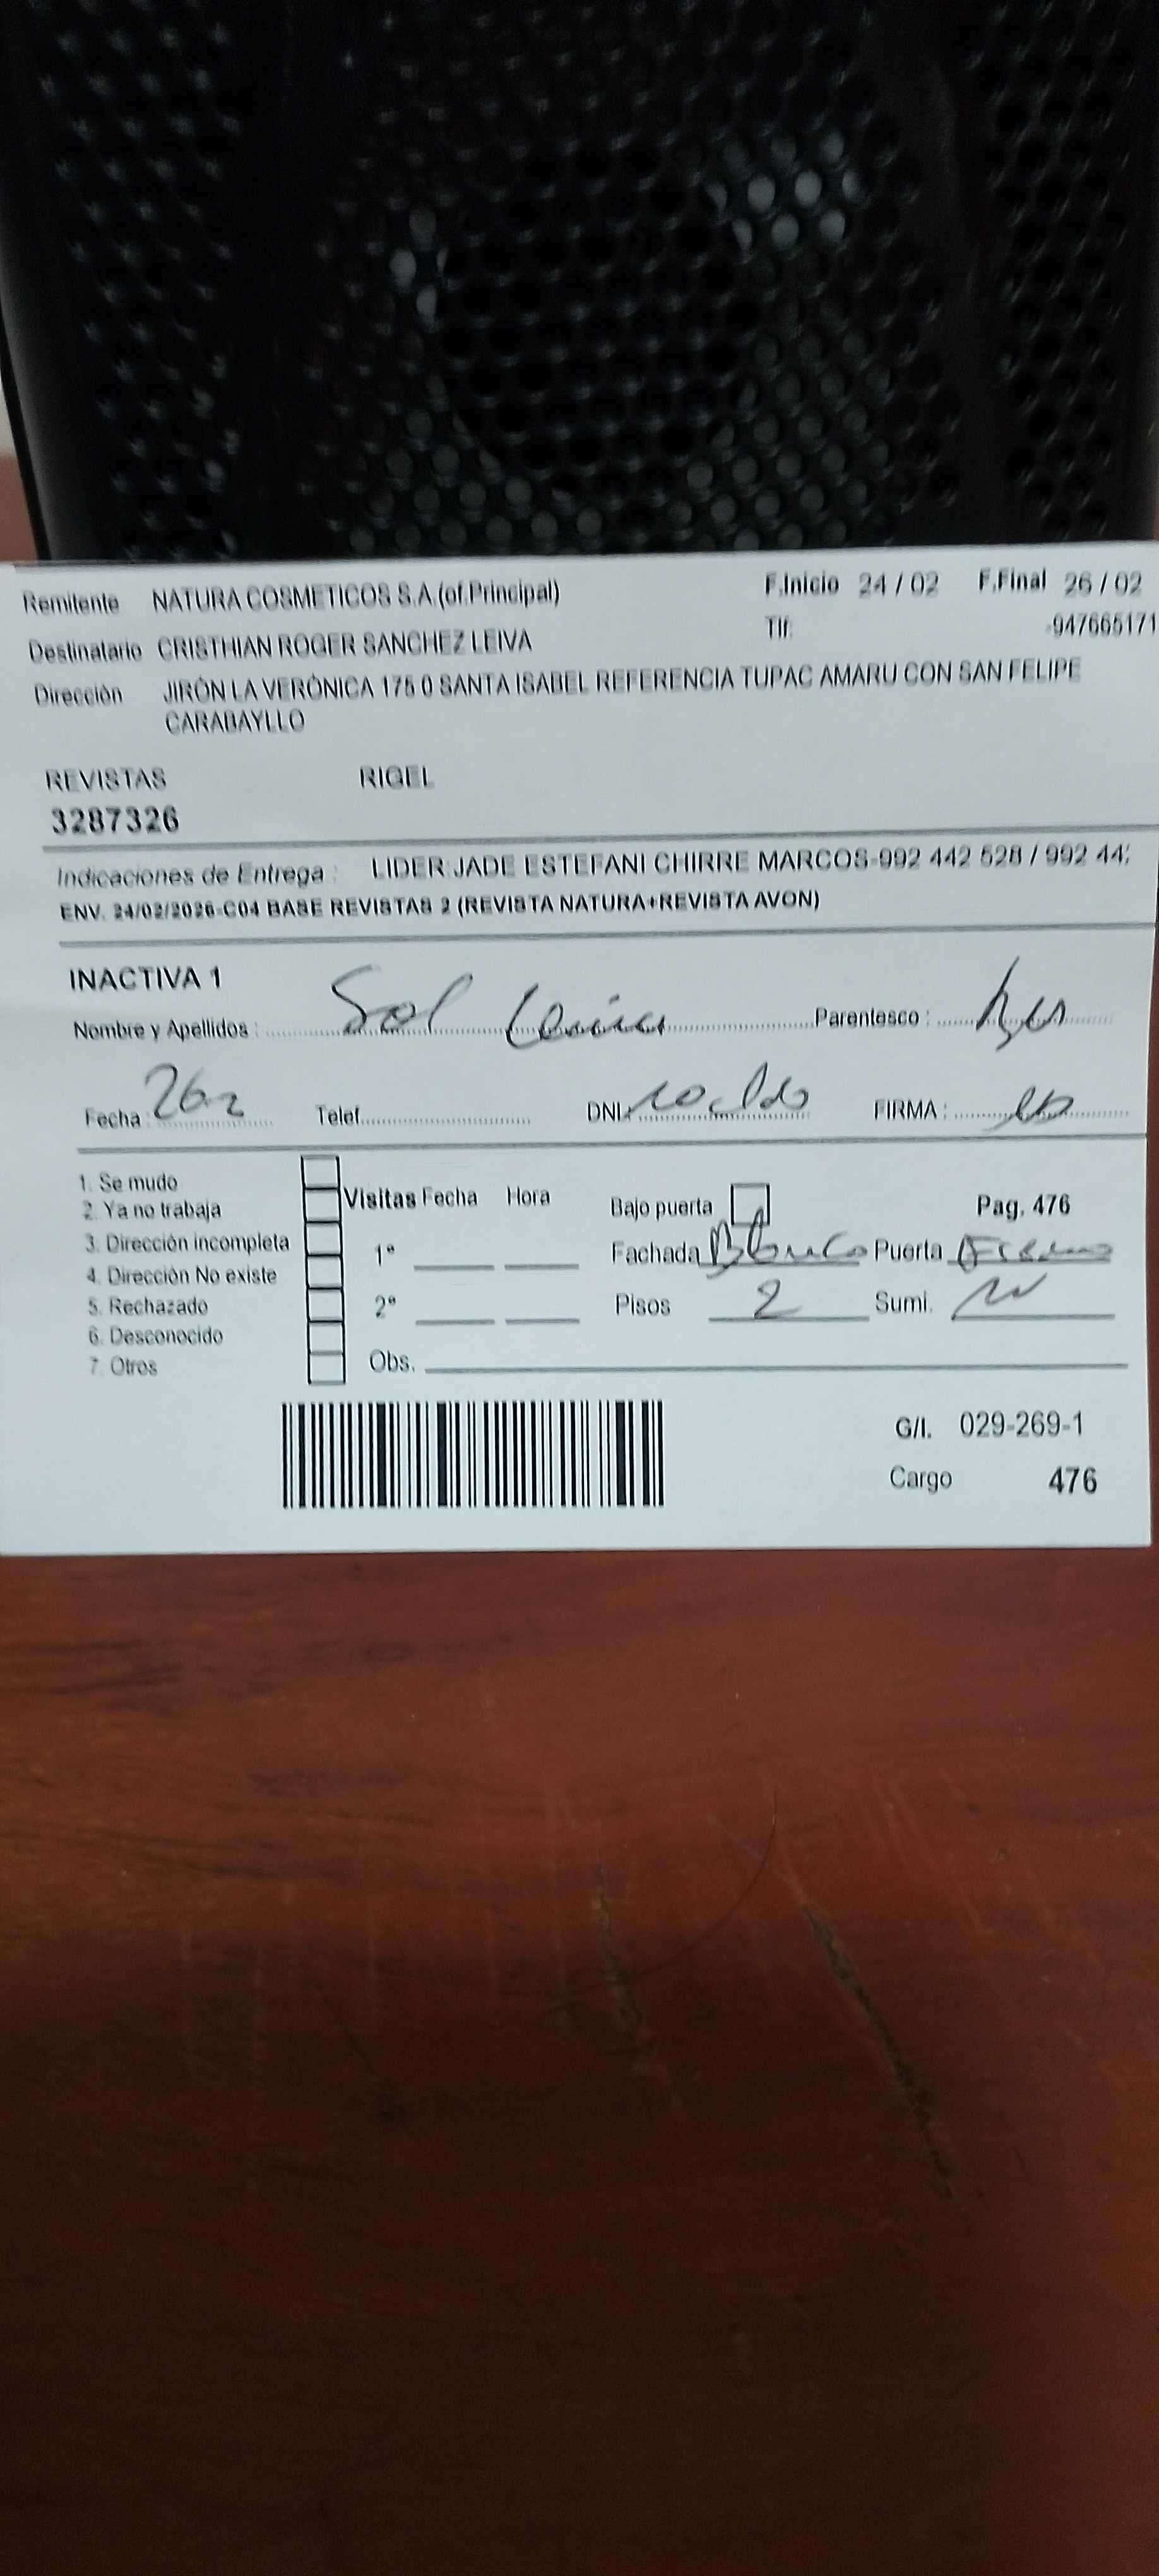 Remitente NATURA COSMETICOS S.A.(of.Principal) F.Inicio 24 / 02 F.Final 26 / 02
Destinatario CRISTHIAN ROGER SANCHEZ LEIVA Tlf. -947665171
Dirección JIRÓN LA VERÓNICA 175 0 SANTA ISABEL REFERENCIA TUPAC AMARU CON SAN FELIPE
CARABAYLLO
REVISTAS RIGEL
3287326
Indicaciones de Entrega : LIDER:JADE ESTEFANI CHIRRE MARCOS-992 442 528 / 992 44
ENV. 24/02/2026-C04 BASE REVISTAS 2 (REVISTA NATURA+REVISTA AVON)
INACTIVA 1
Nombre y Apellidos : Sol Leiva Parentesco :
Fecha 26-2 Telef. DNI: FIRMA :
1. Se mudo
2. Ya no trabaja
3. Dirección incompleta
4. Dirección No existe
5. Rechazado
6. Desconocido
7. Otros
Visitas Fecha Hora
1º
2º
Obs.
Bajo puerta Pag. 476
Fachada Blanco Puerta
Pisos 2 Sumi.
G/I. 029-269-1
Cargo 476